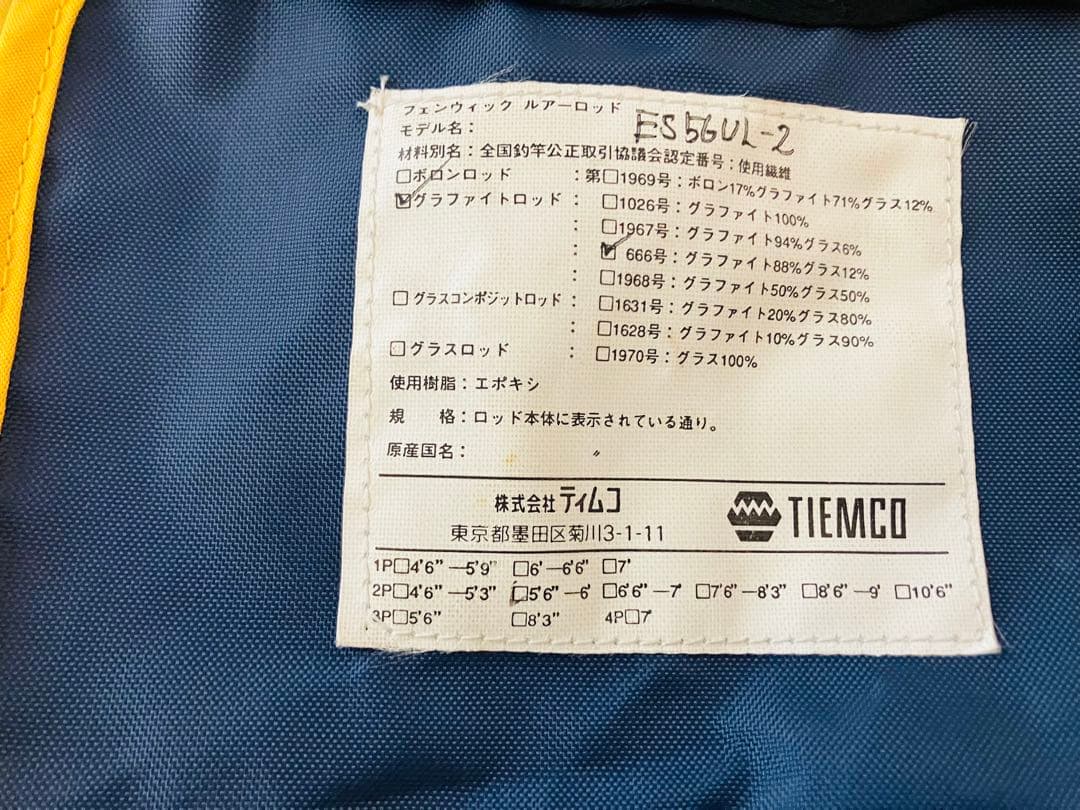 フェンウィック ルアーロッド
モデル名： ES56UL-2
材料別名：全国釣竿公正取引協議会認定番号：使用繊維
□ボロンロッド ：第□1969号：ボロン17%グラファイト71%グラス12%
☑グラファイトロッド ： □1026号：グラファイト100%
： □1967号：グラファイト94%グラス6%
： ☑ 666号：グラファイト88%グラス12%
： □1968号：グラファイト50%グラス50%
□ グラスコンポジットロッド ： □1631号：グラファイト20%グラス80%
： □1628号：グラファイト10%グラス90%
□ グラスロッド ： □1970号：グラス100%
使用樹脂：エポキシ
規 格：ロッド本体に表示されている通り。
原産国名： 〃
株式会社 ティムコ
東京都墨田区菊川3-1-11
TIEMCO
1P□4'6"—5'9" □6'—6'6" □7'
2P□4'6"—5'3" ☑5'6"—6' □6'6"—7' □7'6"—8'3" □8'6"—9' □10'6"
3P□5'6" □8'3" 4P□7'